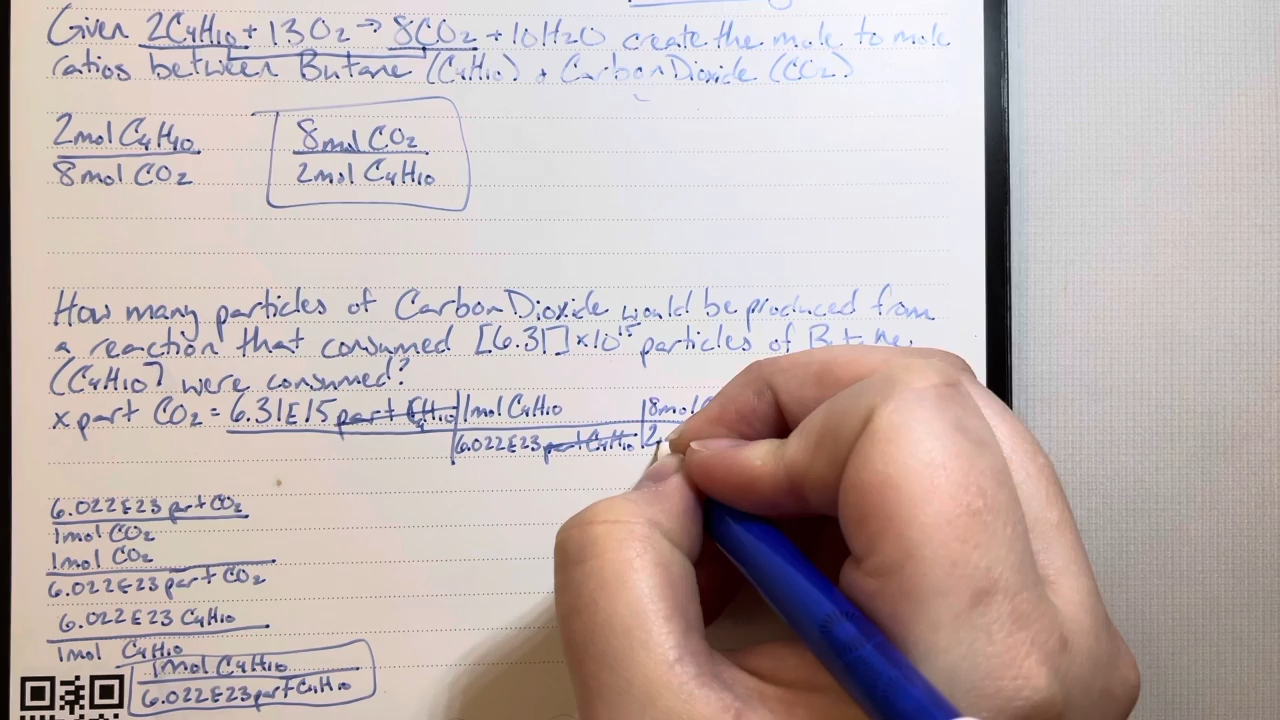 Given 2C₄H₁₀ + 13O₂ → 8CO₂ + 10H₂O create the mole to mole
ratios between Butane (C₄H₁₀) + Carbon Dioxide (CO₂)
2mol C₄H₁₀
8mol CO₂
8mol CO₂
2mol C₄H₁₀
How many particles of Carbon Dioxide would be produced from
a reaction that consumed [6.31]×10¹⁵ particles of Butane
(C₄H₁₀) were consumed?
x part CO₂ = 6.31E15 part C₄H₁₀ | 1mol C₄H₁₀ | 8mol
6.022E23 part C₄H₁₀ | 2
6.022E23 part CO₂
1mol CO₂
1mol CO₂
6.022E23 part CO₂
6.022E23 C₄H₁₀
1mol C₄H₁₀
1mol C₄H₁₀
6.022E23 part C₄H₁₀